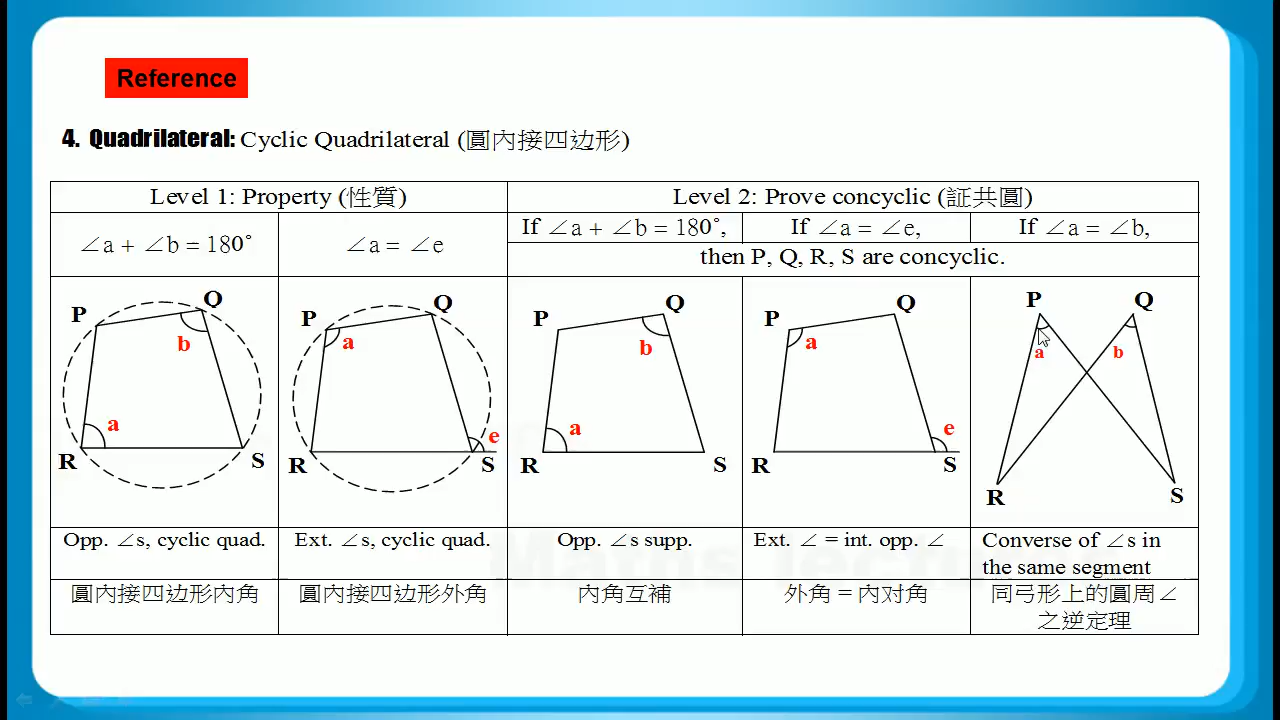 Reference
4. Quadrilateral: Cyclic Quadrilateral (圓內接四边形)
Level 1: Property (性質)
Level 2: Prove concyclic (証共圓)
∠a + ∠b = 180°
∠a = ∠e
If ∠a + ∠b = 180°,
If ∠a = ∠e,
If ∠a = ∠b,
then P, Q, R, S are concyclic.
P
Q
b
a
R
S
P
Q
a
e
R
S
P
Q
b
a
R
S
P
Q
a
e
R
S
P
Q
a
b
R
S
Opp. ∠s, cyclic quad.
Ext. ∠s, cyclic quad.
Opp. ∠s supp.
Ext. ∠ = int. opp. ∠
Converse of ∠s in
the same segment
圓內接四边形內角
圓內接四边形外角
內角互補
外角 = 內対角
同弓形上的圓周∠
之逆定理